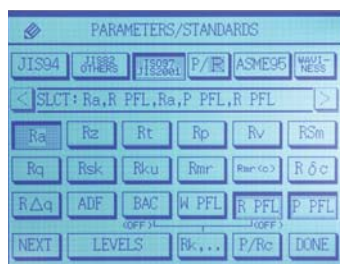 PARAMETERS/STANDARDS
JIS94 JIS82 OTHERS ISO97 JIS2001 P/R ASME95 WAVI-NESS
< SLCT: Ra,R PFL,Ra,P PFL,R PFL >
Ra Rz Rt Rp Rv RSm
Rq Rsk Rku Rmr Rmr(c) Rδc
R△q ADF BAC W PFL R PFL P PFL
(OFF) (OFF)
NEXT LEVELS Rk,.. P/Rc DONE